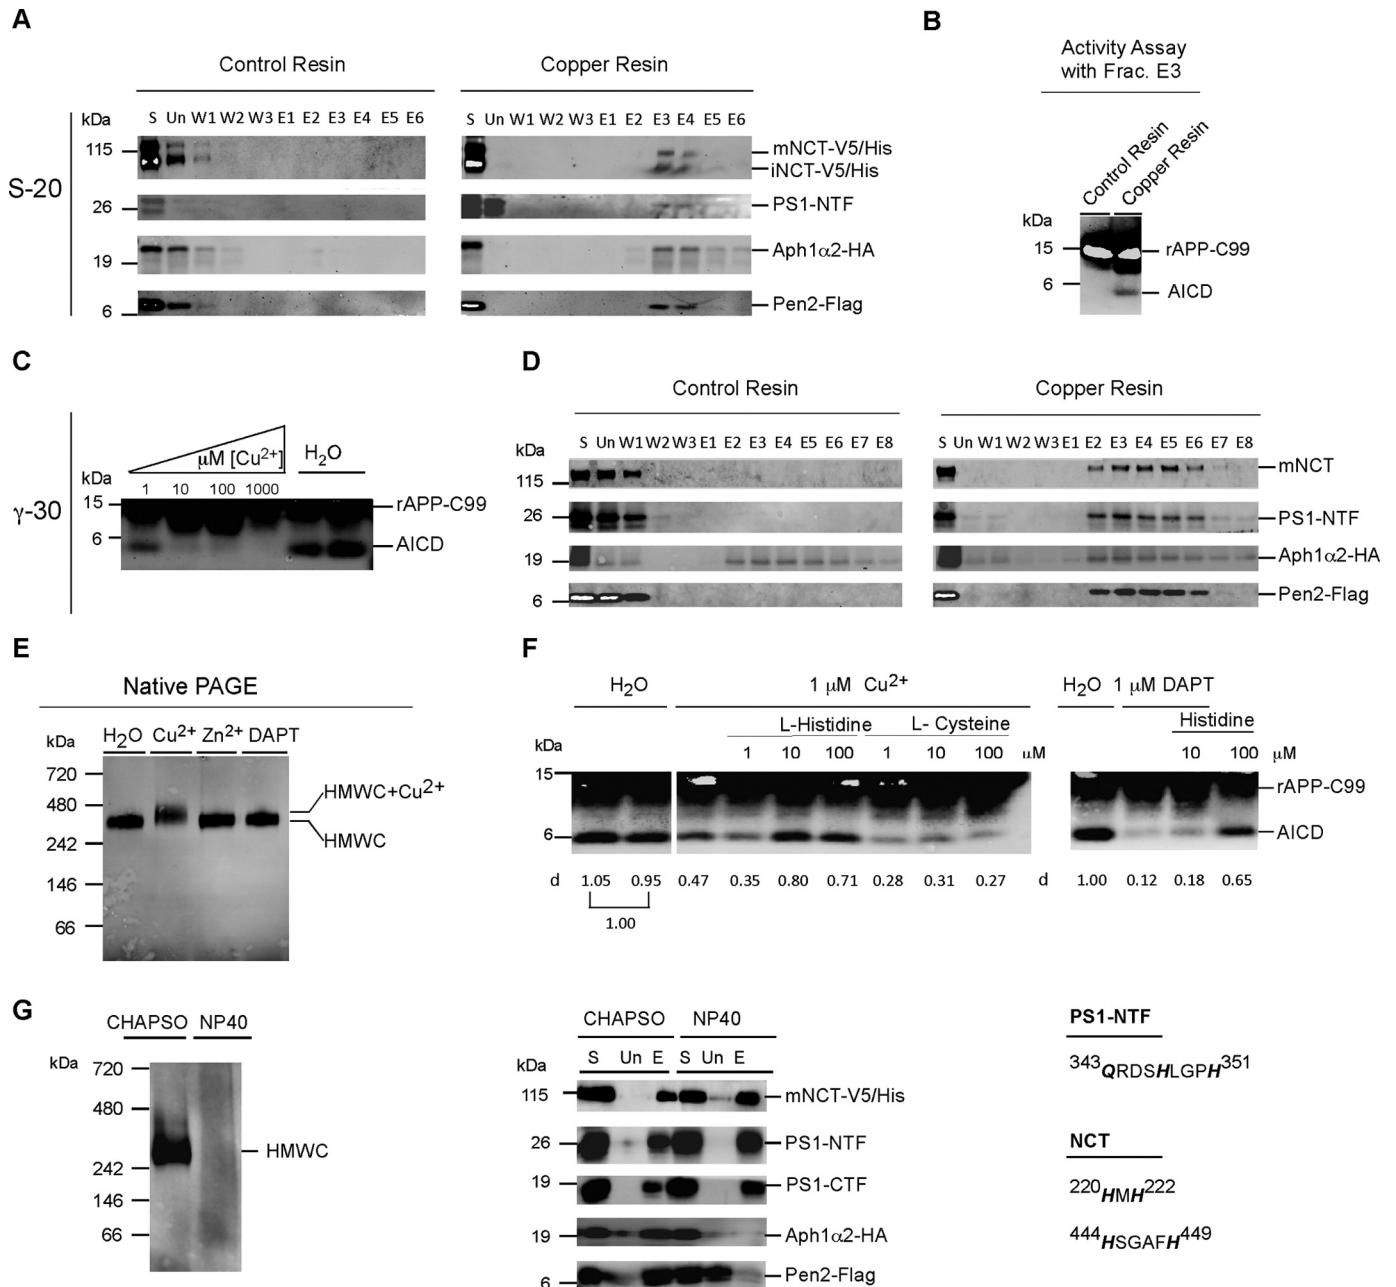 A
Control Resin
Copper Resin
S-20
kDa
S Un W1 W2 W3 E1 E2 E3 E4 E5 E6
S Un W1 W2 W3 E1 E2 E3 E4 E5 E6
115
mNCT-V5/His
iNCT-V5/His
26
PS1-NTF
19
Aph1α2-HA
6
Pen2-Flag
B
Activity Assay
with Frac. E3
Control Resin
Copper Resin
kDa
15
rAPP-C99
6
AICD
C
γ-30
µM [Cu²⁺]
H₂O
kDa
1 10 100 1000
15
rAPP-C99
6
AICD
D
Control Resin
Copper Resin
kDa
S Un W1 W2 W3 E1 E2 E3 E4 E5 E6 E7 E8
S Un W1 W2 W3 E1 E2 E3 E4 E5 E6 E7 E8
115
mNCT
26
PS1-NTF
19
Aph1α2-HA
6
Pen2-Flag
E
Native PAGE
kDa
H₂O Cu²⁺ Zn²⁺ DAPT
720
480
242
146
66
HMWC+Cu²⁺
HMWC
F
H₂O
1 µM Cu²⁺
H₂O 1 µM DAPT
L-Histidine
L- Cysteine
Histidine
kDa
1 10 100 1 10 100 µM
10 100 µM
15
rAPP-C99
6
AICD
d 1.05 0.95 0.47 0.35 0.80 0.71 0.28 0.31 0.27
d 1.00 0.12 0.18 0.65
1.00
G
CHAPSO NP40
kDa
720
480
242
146
66
HMWC
CHAPSO NP40
kDa
S Un E S Un E
115
mNCT-V5/His
26
PS1-NTF
19
PS1-CTF
19
Aph1α2-HA
6
Pen2-Flag
PS1-NTF
³⁴³QRDSHLGPH³⁵¹
NCT
²²⁰HMH²²²
⁴⁴⁴HSGAFH⁴⁴⁹